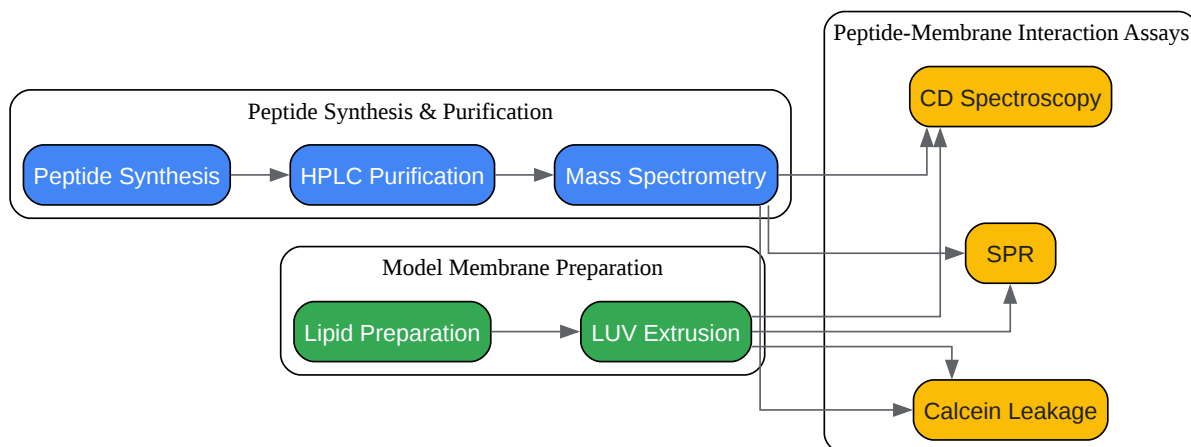 Peptide-Membrane Interaction Assays
CD Spectroscopy
Peptide Synthesis & Purification
Peptide Synthesis
HPLC Purification
Mass Spectrometry
SPR
Model Membrane Preparation
Lipid Preparation
LUV Extrusion
Calcein Leakage